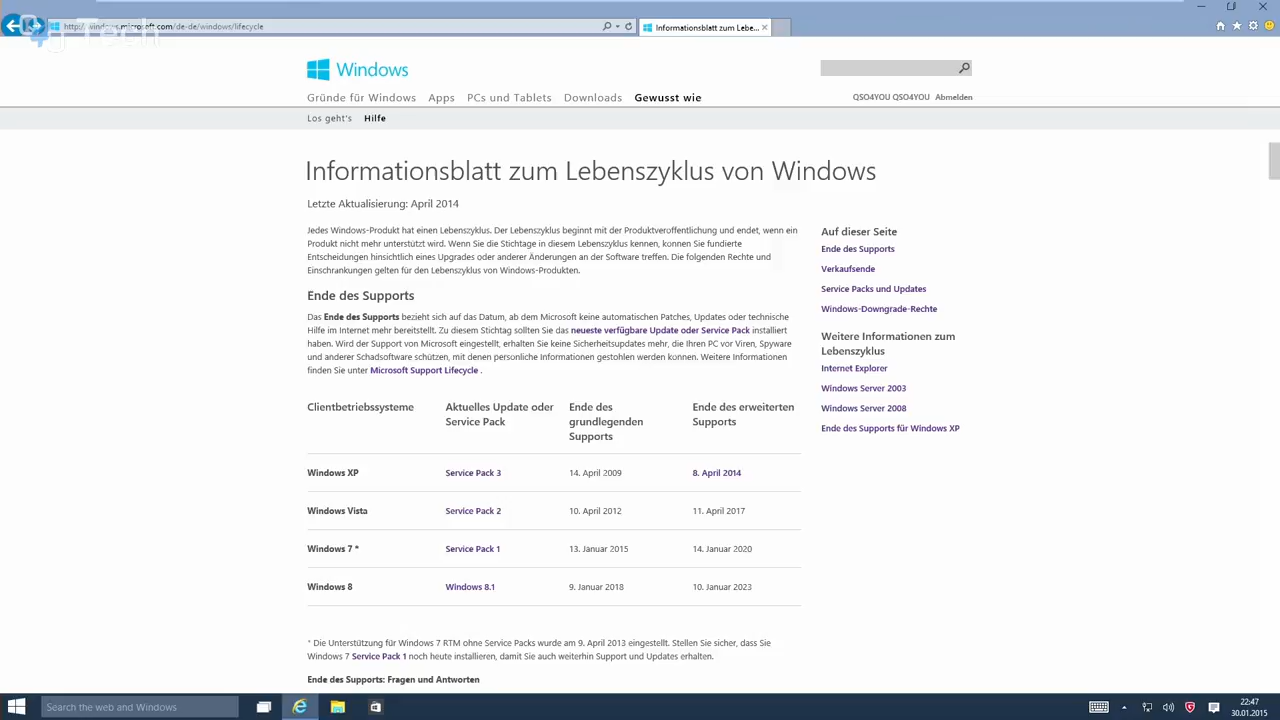 http://windows.microsoft.com/de-de/windows/lifecycle
Informationsblatt zum Lebe...
Tech
Windows
Gründe für Windows Apps PCs und Tablets Downloads Gewusst wie
QSO4YOU QSO4YOU Abmelden
Los geht's Hilfe
Informationsblatt zum Lebenszyklus von Windows
Letzte Aktualisierung: April 2014
Jedes Windows-Produkt hat einen Lebenszyklus. Der Lebenszyklus beginnt mit der Produktveröffentlichung und endet, wenn ein
Produkt nicht mehr unterstützt wird. Wenn Sie die Stichtage in diesem Lebenszyklus kennen, können Sie fundierte
Entscheidungen hinsichtlich eines Upgrades oder anderer Änderungen an der Software treffen. Die folgenden Rechte und
Einschränkungen gelten für den Lebenszyklus von Windows-Produkten.
Ende des Supports
Das Ende des Supports bezieht sich auf das Datum, ab dem Microsoft keine automatischen Patches, Updates oder technische
Hilfe im Internet mehr bereitstellt. Zu diesem Stichtag sollten Sie das neueste verfügbare Update oder Service Pack installiert
haben. Wird der Support von Microsoft eingestellt, erhalten Sie keine Sicherheitsupdates mehr, die Ihren PC vor Viren, Spyware
und anderer Schadsoftware schützen, mit denen persönliche Informationen gestohlen werden können. Weitere Informationen
finden Sie unter Microsoft Support Lifecycle .
Clientbetriebssysteme Aktuelles Update oder Service Pack Ende des grundlegenden Supports Ende des erweiterten Supports
Windows XP Service Pack 3 14. April 2009 8. April 2014
Windows Vista Service Pack 2 10. April 2012 11. April 2017
Windows 7 * Service Pack 1 13. Januar 2015 14. Januar 2020
Windows 8 Windows 8.1 9. Januar 2018 10. Januar 2023
* Die Unterstützung für Windows 7 RTM ohne Service Packs wurde am 9. April 2013 eingestellt. Stellen Sie sicher, dass Sie
Windows 7 Service Pack 1 noch heute installieren, damit Sie auch weiterhin Support und Updates erhalten.
Ende des Supports: Fragen und Antworten
Auf dieser Seite
Ende des Supports
Verkaufsende
Service Packs und Updates
Windows-Downgrade-Rechte
Weitere Informationen zum
Lebenszyklus
Internet Explorer
Windows Server 2003
Windows Server 2008
Ende des Supports für Windows XP
Search the web and Windows
22:47
30.01.2015